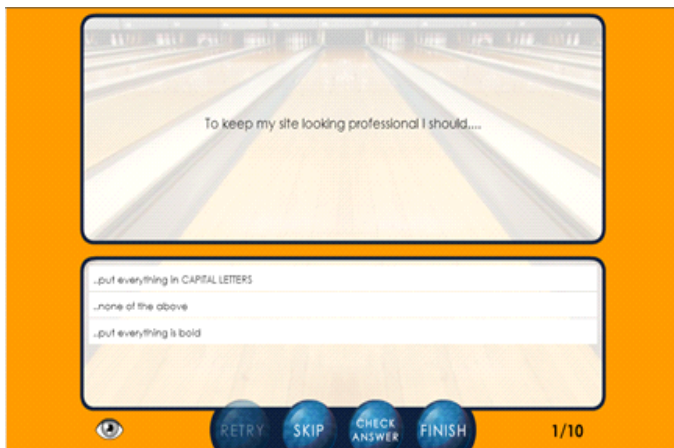 To keep my site looking professional I should....
..put everything in CAPITAL LETTERS
..none of the above
..put everything is bold
RETRY
SKIP
CHECK
ANSWER
FINISH
1/10